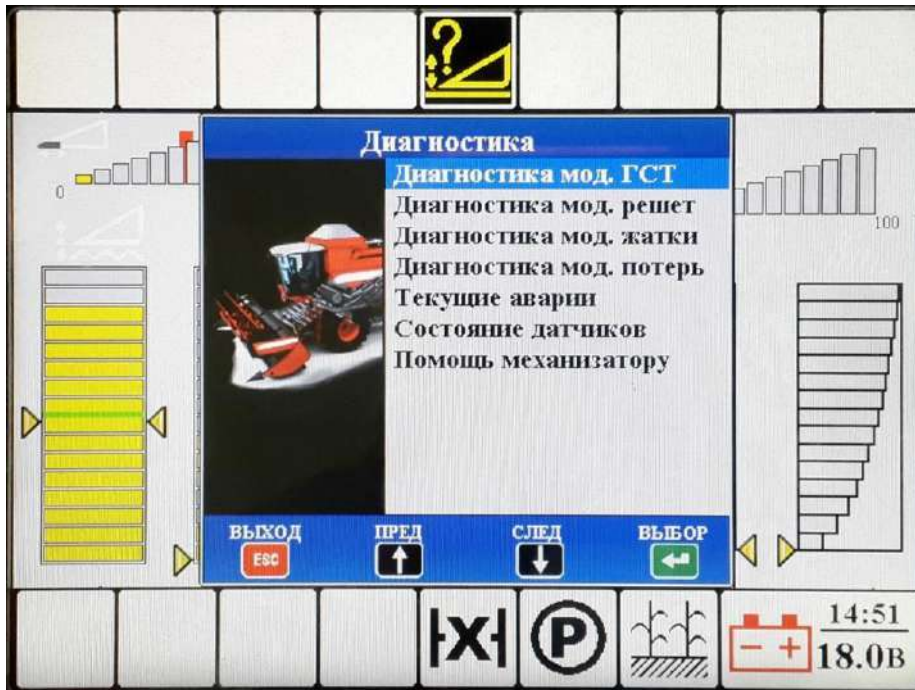 ?
Диагностика
Диагностика мод. ГСТ
Диагностика мод. решет
Диагностика мод. жатки
Диагностика мод. потерь
Текущие аварии
Состояние датчиков
Помощь механизатору
0
100
ВЫХОД ПРЕД СЛЕД ВЫБОР
ESC
X P
14:51
- + 18.0В